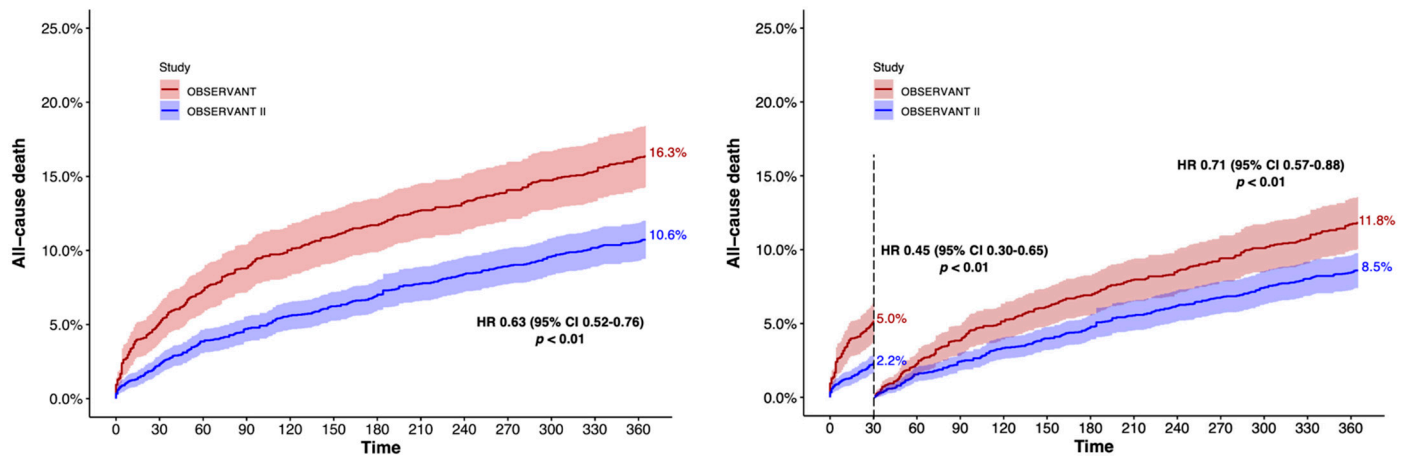 25.0%
20.0%
15.0%
10.0%
5.0%
0.0%
All-cause death
Study
OBSERVANT
OBSERVANT II
16.3%
10.6%
HR 0.63 (95% CI 0.52-0.76)
p < 0.01
0 30 60 90 120 150 180 210 240 270 300 330 360
Time
25.0%
20.0%
15.0%
10.0%
5.0%
0.0%
All-cause death
Study
OBSERVANT
OBSERVANT II
HR 0.71 (95% CI 0.57-0.88)
p < 0.01
11.8%
8.5%
HR 0.45 (95% CI 0.30-0.65)
p < 0.01
5.0%
2.2%
0 30 60 90 120 150 180 210 240 270 300 330 360
Time